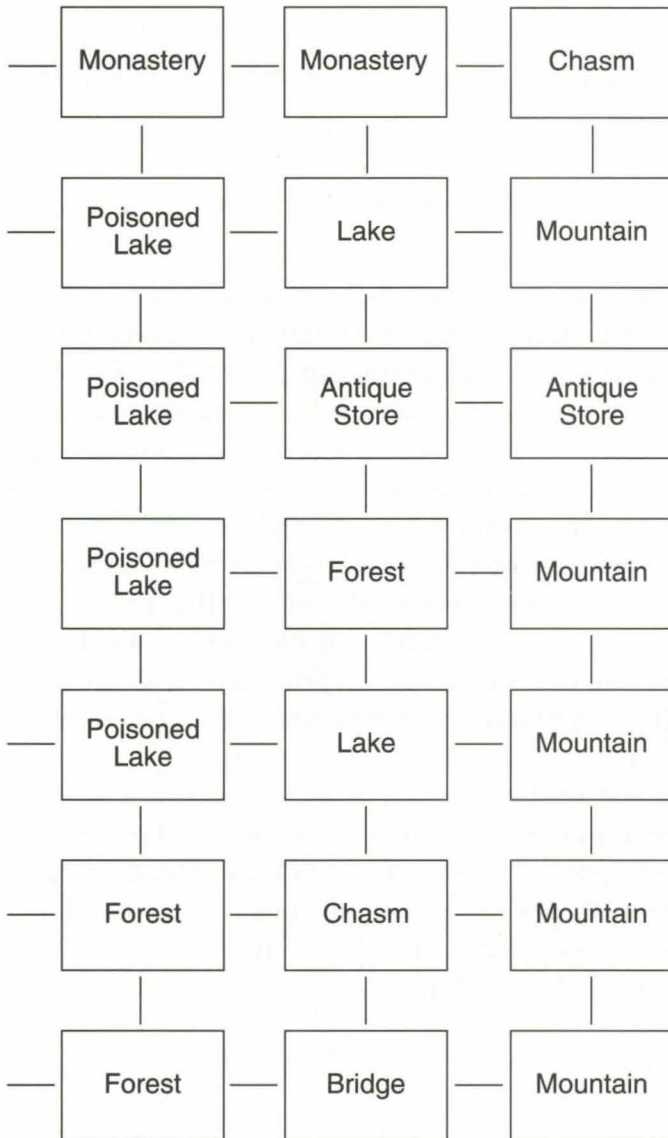 Monastery Monastery Chasm
Poisoned
Lake Lake Mountain
Poisoned
Lake Antique
Store Antique
Store
Poisoned
Lake Forest Mountain
Poisoned
Lake Lake Mountain
Forest Chasm Mountain
Forest Bridge Mountain